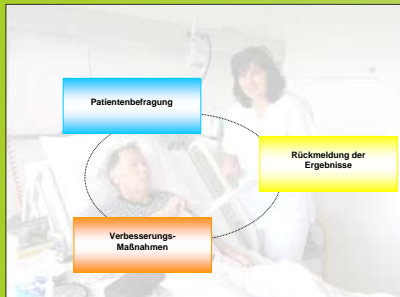 Patientenbefragung
Rückmeldung der
Ergebnisse
Verbesserungs-
Maßnahmen